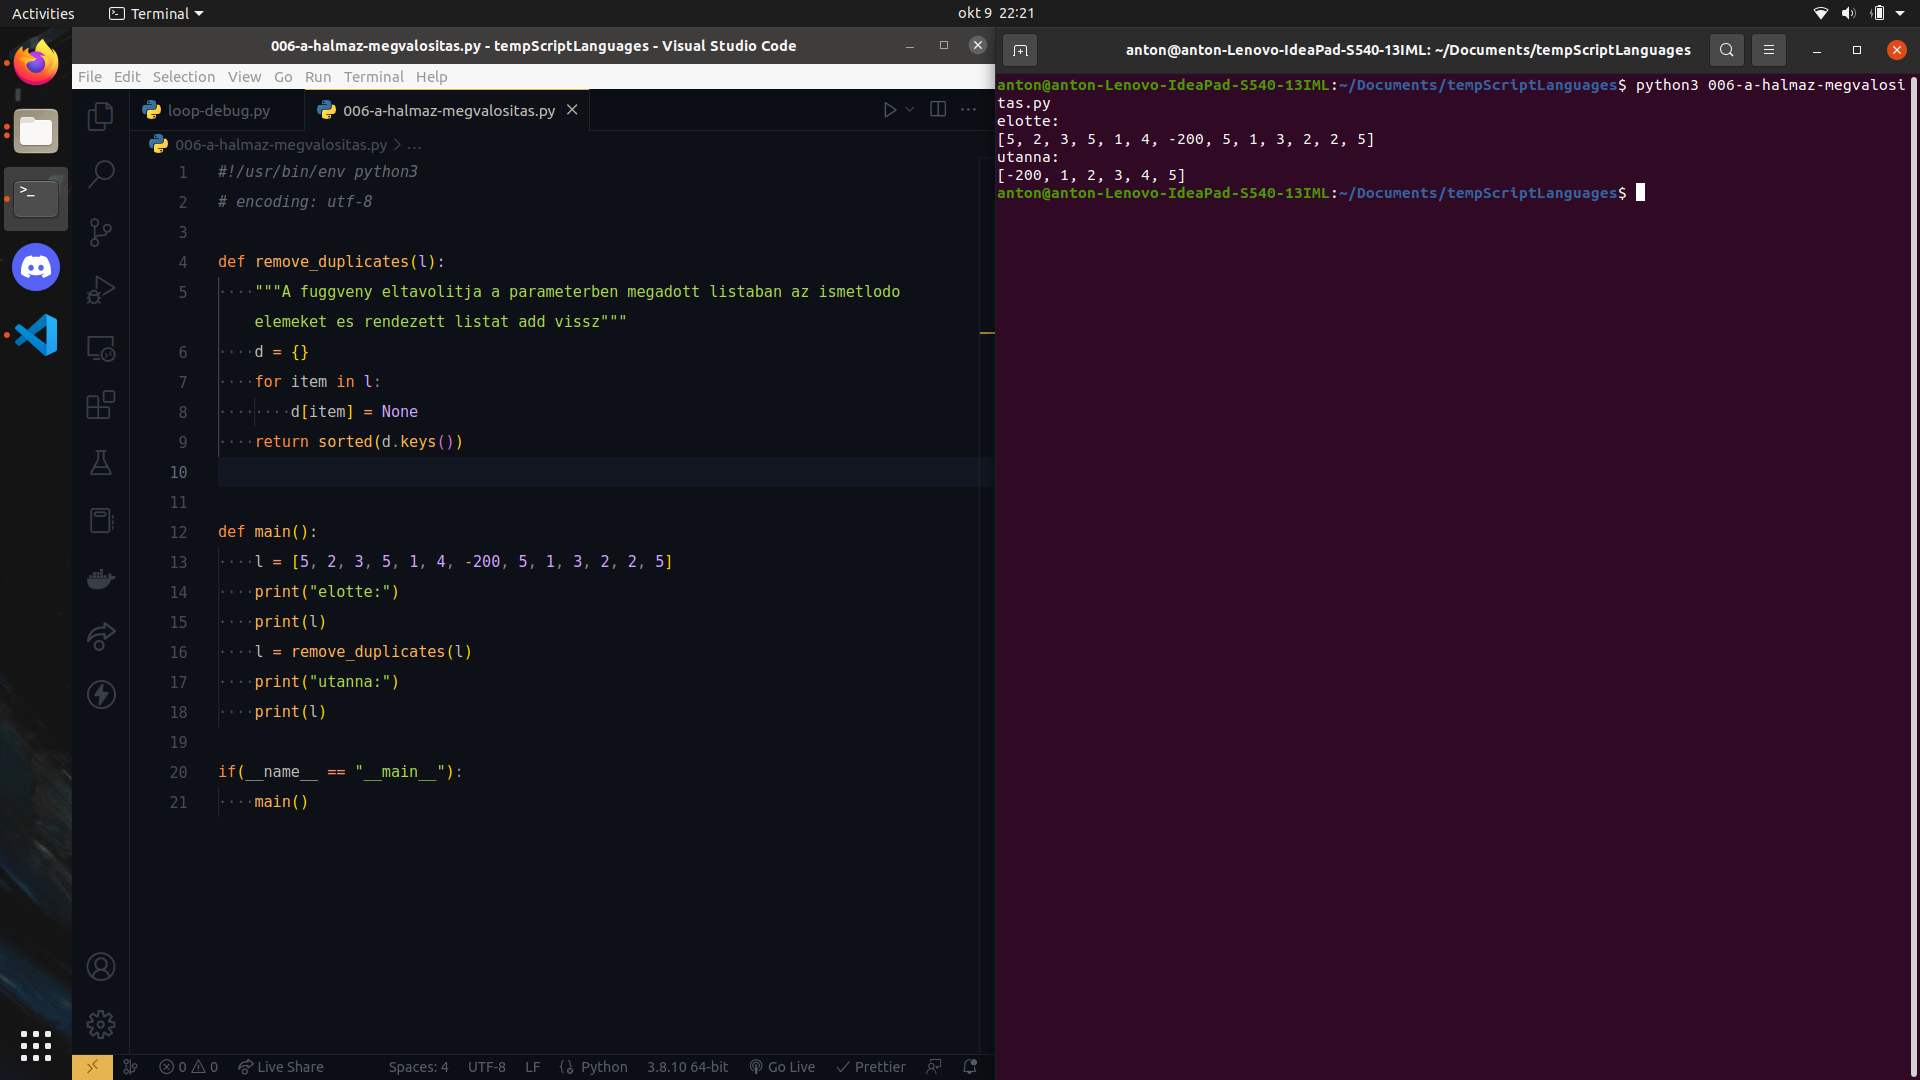 Activities
Terminal
okt 9 22:21
006-a-halmaz-megvalositas.py - tempScriptLanguages - Visual Studio Code
File Edit Selection View Go Run Terminal Help
loop-debug.py
006-a-halmaz-megvalositas.py
006-a-halmaz-megvalositas.py > ...
1 #!/usr/bin/env python3
2 # encoding: utf-8
3
4 def remove_duplicates(l):
5 ····"""A fuggveny eltavolitja a parameterben megadott listaban az ismetlodo
elemeket es rendezett listat add vissz"""
6 ····d = {}
7 ····for item in l:
8 ········d[item] = None
9 ····return sorted(d.keys())
10
11
12 def main():
13 ····l = [5, 2, 3, 5, 1, 4, -200, 5, 1, 3, 2, 2, 5]
14 ····print("elotte:")
15 ····print(l)
16 ····l = remove_duplicates(l)
17 ····print("utanna:")
18 ····print(l)
19
20 if(__name__ == "__main__"):
21 ····main()
0 0 Live Share Spaces: 4 UTF-8 LF Python 3.8.10 64-bit Go Live Prettier
anton@anton-Lenovo-IdeaPad-S540-13IML: ~/Documents/tempScriptLanguages
anton@anton-Lenovo-IdeaPad-S540-13IML:~/Documents/tempScriptLanguages$ python3 006-a-halmaz-megvalosi
tas.py
elotte:
[5, 2, 3, 5, 1, 4, -200, 5, 1, 3, 2, 2, 5]
utanna:
[-200, 1, 2, 3, 4, 5]
anton@anton-Lenovo-IdeaPad-S540-13IML:~/Documents/tempScriptLanguages$